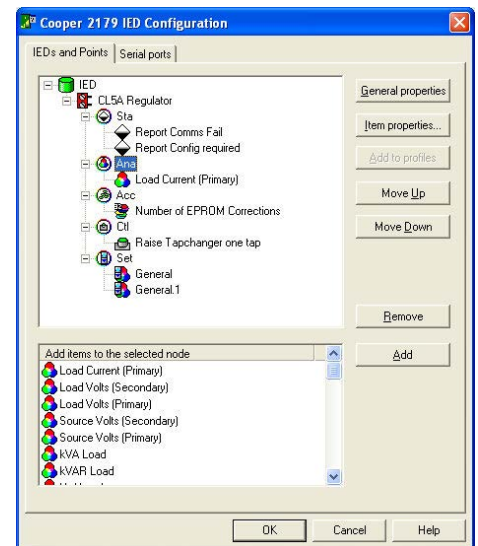 Cooper 2179 IED Configuration
IEDs and Points
Serial ports
IED
CL5A Regulator
Sta
Report Comms Fail
Report Config required
Ana
Load Current (Primary)
Acc
Number of EPROM Corrections
Ctl
Raise Tapchanger one tap
Set
General
General.1
General properties
Item properties...
Add to profiles
Move Up
Move Down
Remove
Add
Add items to the selected node
Load Current (Primary)
Load Volts (Secondary)
Load Volts (Primary)
Source Volts (Secondary)
Source Volts (Primary)
kVA Load
kVAR Load
OK
Cancel
Help